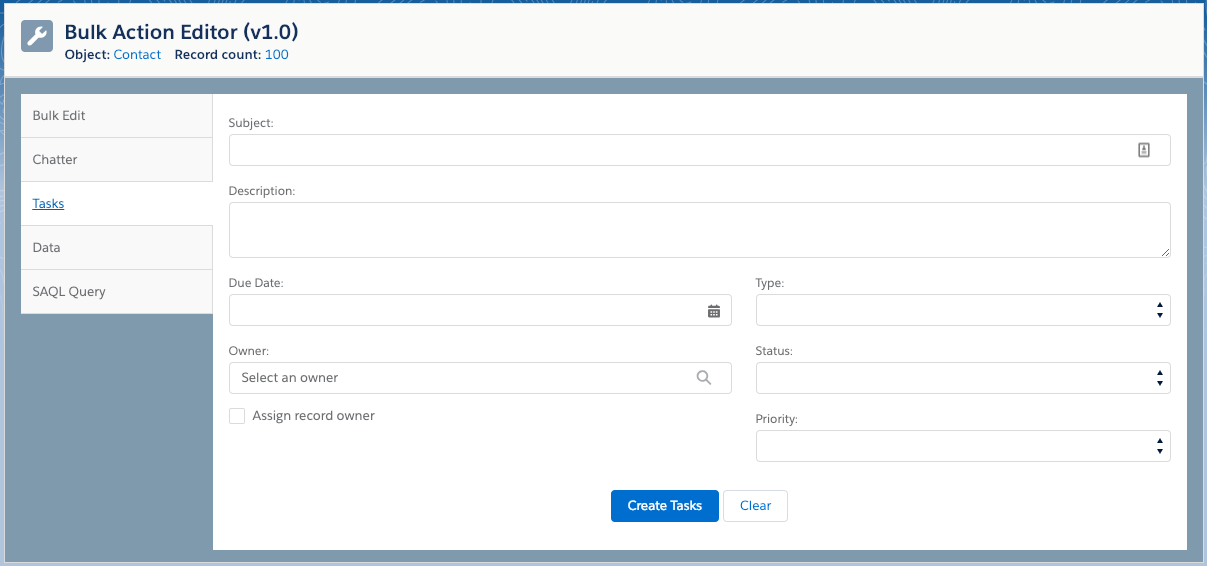 Bulk Action Editor (v1.0)
Object: Contact Record count: 100
Bulk Edit
Chatter
Tasks
Data
SAQL Query
Subject:
Description:
Due Date:
Type:
Owner:
Status:
Select an owner
Assign record owner
Priority:
Create Tasks
Clear